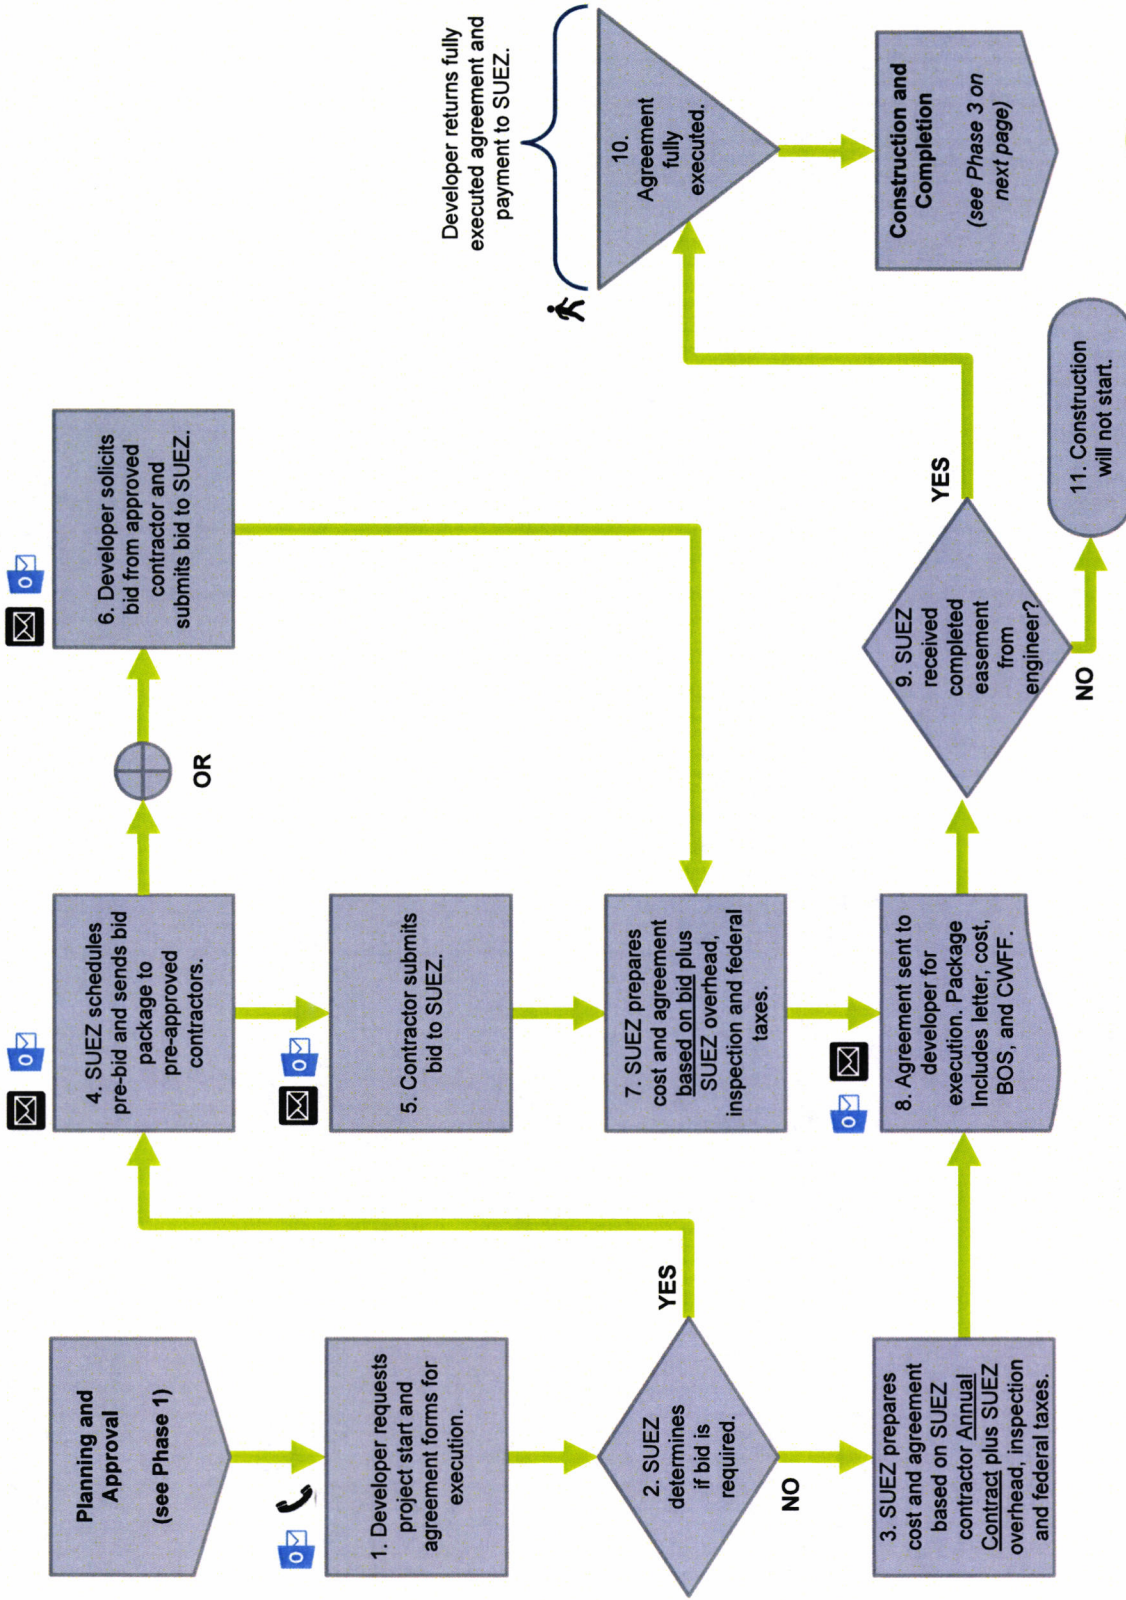 Planning and
Approval
(see Phase 1)
1. Developer requests
project start and
agreement forms for
execution.
2. SUEZ
determines
if bid is
required.
YES
NO
3. SUEZ prepares
cost and agreement
based on SUEZ
contractor Annual
Contract plus SUEZ
overhead, inspection
and federal taxes.
4. SUEZ schedules
pre-bid and sends bid
package to
pre-approved
contractors.
OR
5. Contractor submits
bid to SUEZ.
6. Developer solicits
bid from approved
contractor and
submits bid to SUEZ.
7. SUEZ prepares
cost and agreement
based on bid plus
SUEZ overhead,
inspection and federal
taxes.
8. Agreement sent to
developer for
execution. Package
Includes letter, cost,
BOS, and CWFF.
9. SUEZ
received
completed
easement
from
engineer?
YES
NO
Developer returns fully
executed agreement and
payment to SUEZ.
10.
Agreement
fully
executed.
Construction and
Completion
(see Phase 3 on
next page)
11. Construction
will not start.